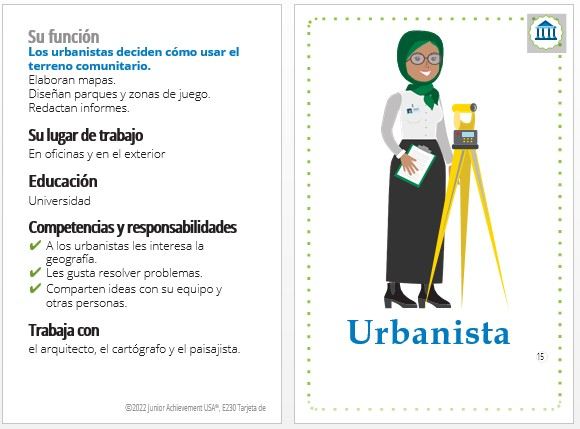 Su función
Los urbanistas deciden cómo usar el
terreno comunitario.
Elaboran mapas.
Diseñan parques y zonas de juego.
Redactan informes.
Su lugar de trabajo
En oficinas y en el exterior
Educación
Universidad
Competencias y responsabilidades
✔ A los urbanistas les interesa la
geografía.
✔ Les gusta resolver problemas.
✔ Comparten ideas con su equipo y
otras personas.
Trabaja con
el arquitecto, el cartógrafo y el paisajista.
©2022 Junior Achievement USA®, E230 Tarjeta de
Urbanista
15